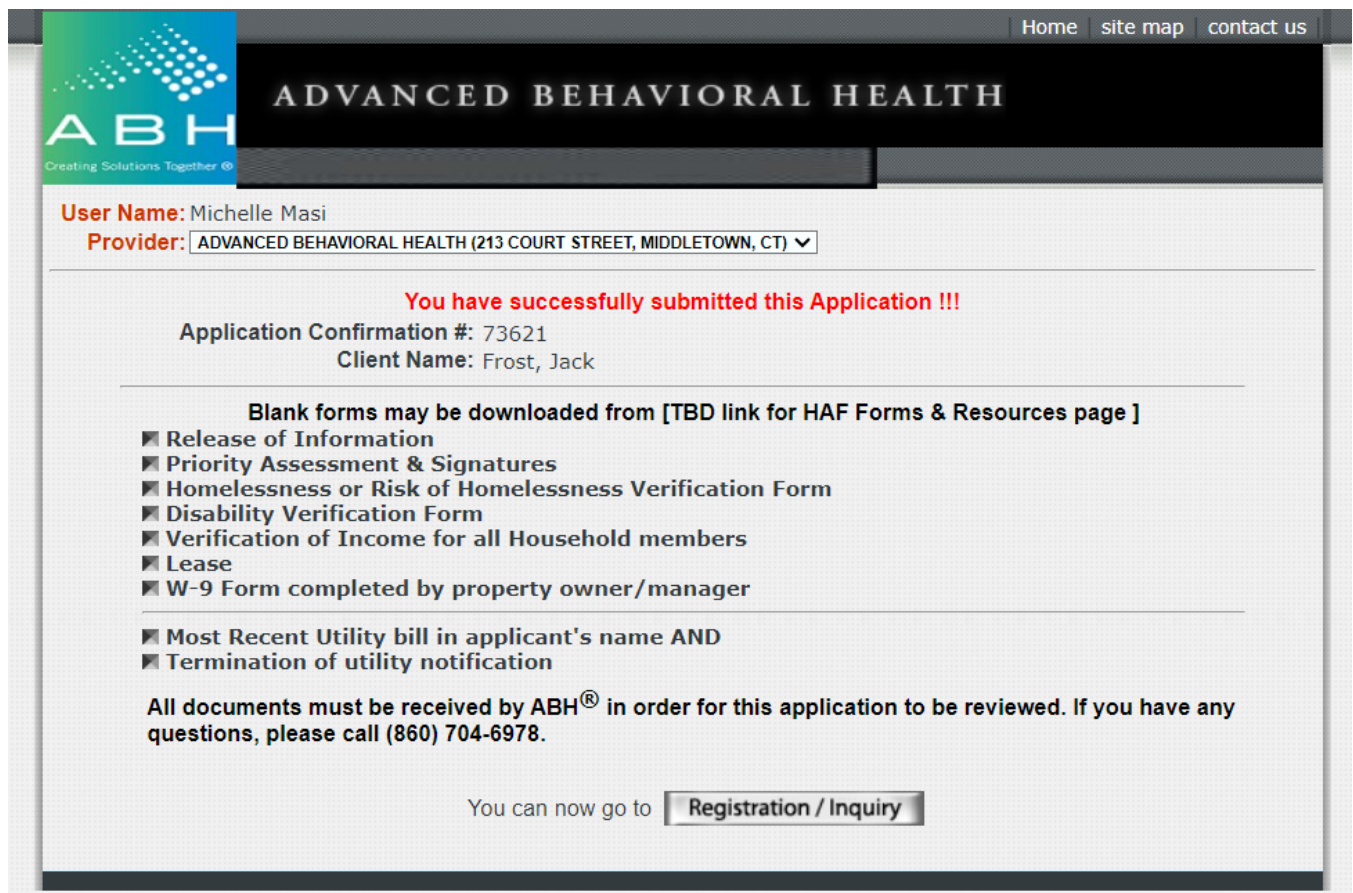 Home site map contact us
ADVANCED BEHAVIORAL HEALTH
ABH
Creating Solutions Together ®
User Name: Michelle Masi
Provider: ADVANCED BEHAVIORAL HEALTH (213 COURT STREET, MIDDLETOWN, CT)
You have successfully submitted this Application !!!
Application Confirmation #: 73621
Client Name: Frost, Jack
Blank forms may be downloaded from [TBD link for HAF Forms & Resources page ]
Release of Information
Priority Assessment & Signatures
Homelessness or Risk of Homelessness Verification Form
Disability Verification Form
Verification of Income for all Household members
Lease
W-9 Form completed by property owner/manager
Most Recent Utility bill in applicant's name AND
Termination of utility notification
All documents must be received by ABH® in order for this application to be reviewed. If you have any
questions, please call (860) 704-6978.
You can now go to Registration / Inquiry